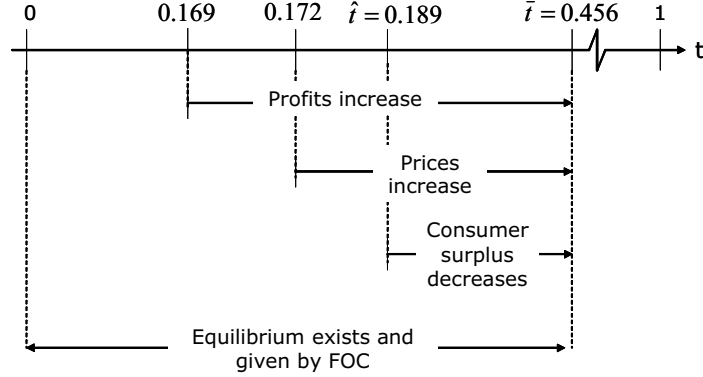 0 0.169 0.172 t̂ = 0.189 t̄ = 0.456 1
t
Profits increase
Prices
increase
Consumer
surplus
decreases
Equilibrium exists and
given by FOC